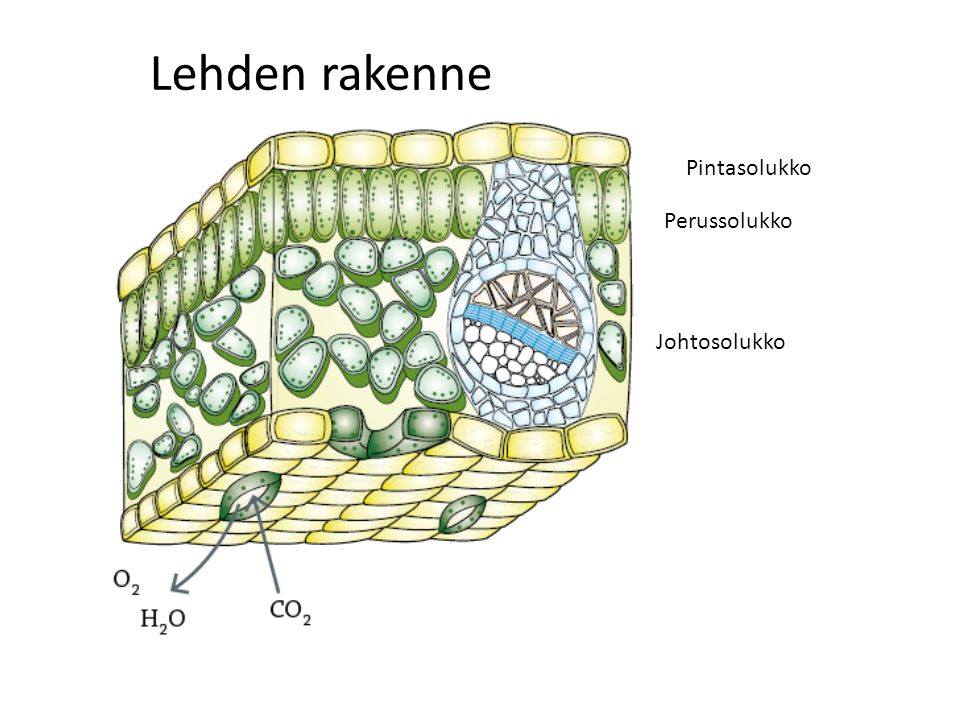 Lehden rakenne
Pintasolukko
Perussolukko
Johtosolukko
O₂
H₂O
CO₂